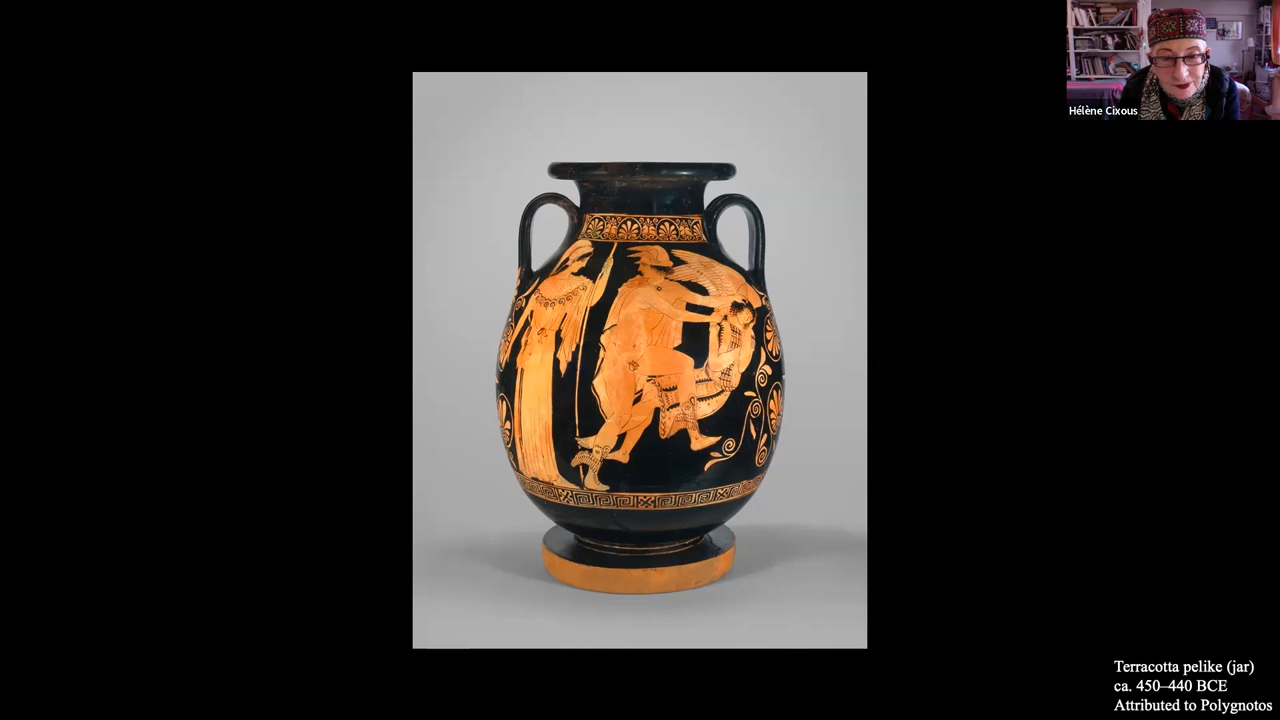 Hélène Cixous
Terracotta pelike (jar)
ca. 450–440 BCE
Attributed to Polygnotos